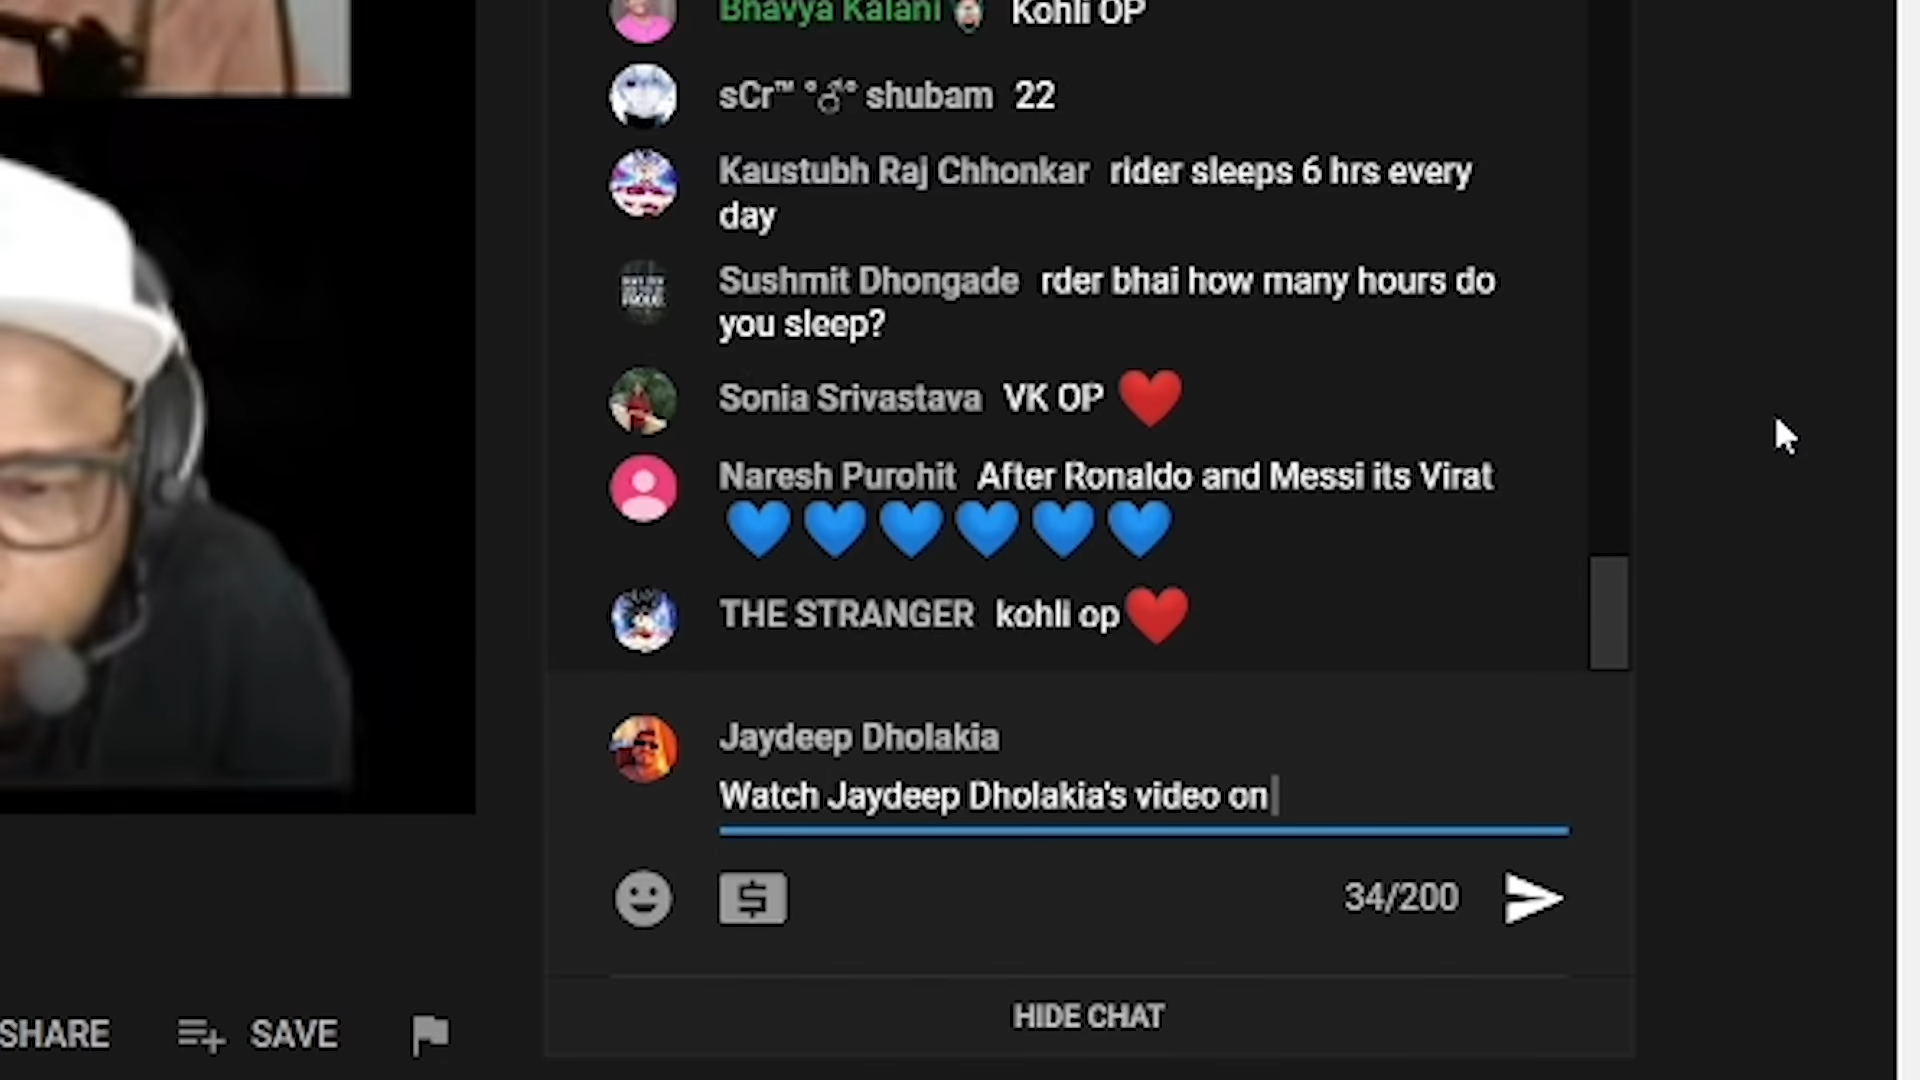 Bhavya Kalani Kohli OP
sCr™ °♂° shubam 22
Kaustubh Raj Chhonkar rider sleeps 6 hrs every
day
Sushmit Dhongade rder bhai how many hours do
you sleep?
Sonia Srivastava VK OP ❤️
Naresh Purohit After Ronaldo and Messi its Virat
💙💙💙💙💙💙
THE STRANGER kohli op❤️
Jaydeep Dholakia
Watch Jaydeep Dholakia's video on
34/200
HIDE CHAT
SHARE SAVE